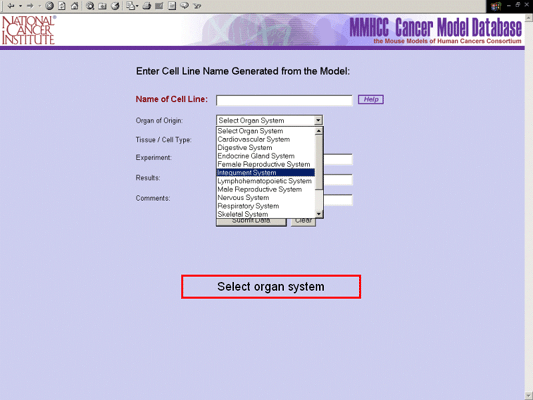 NATIONAL
CANCER
INSTITUTE
MMHCC Cancer Model Database
the Mouse Models of Human Cancers Consortium
Enter Cell Line Name Generated from the Model:
Name of Cell Line:
Help
Organ of Origin:
Select Organ System
Select Organ System
Cardiovascular System
Tissue / Cell Type:
Digestive System
Endocrine Gland System
Experiment:
Female Reproductive System
Integument System
Results:
Lymphohematopoietic System
Male Reproductive System
Comments:
Nervous System
Respiratory System
Skeletal System
Submit Data
Clear
Select organ system